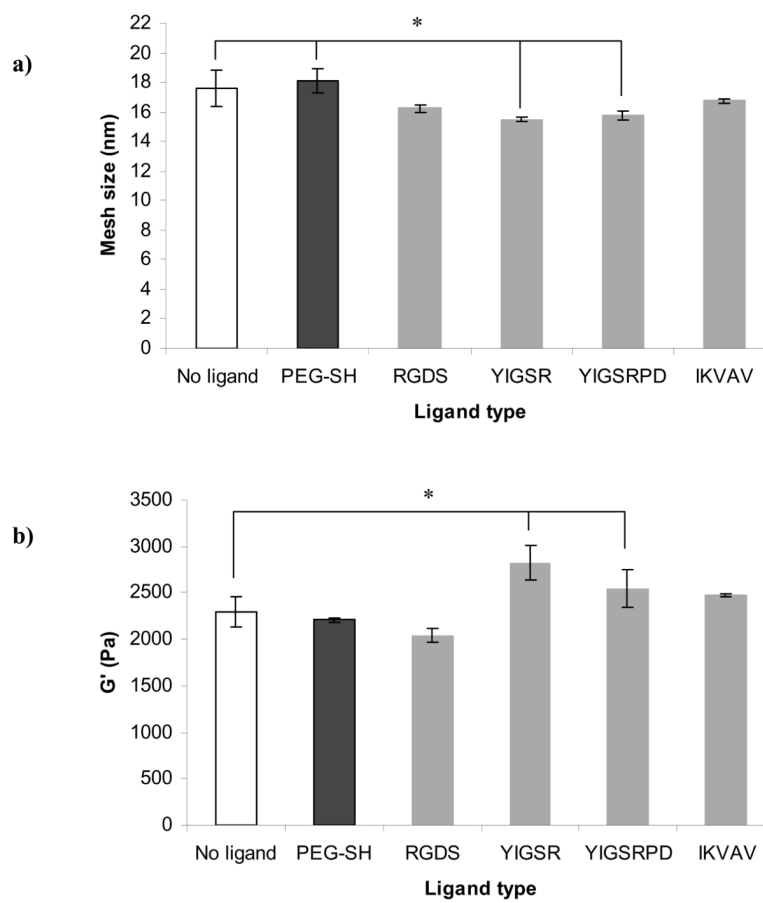 a)
Mesh size (nm)
22
20
18
16
14
12
10
8
6
4
2
0
*
No ligand PEG-SH RGDS YIGSR YIGSRPD IKVAV
Ligand type
b)
G' (Pa)
3500
3000
2500
2000
1500
1000
500
0
*
No ligand PEG-SH RGDS YIGSR YIGSRPD IKVAV
Ligand type